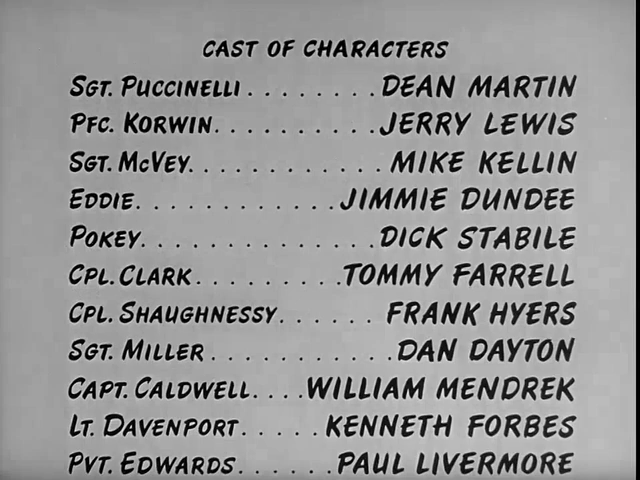 CAST OF CHARACTERS
SGT. PUCCINELLI . . . . . . . . DEAN MARTIN
PFC. KORWIN. . . . . . . . . . . JERRY LEWIS
SGT. MCVEY. . . . . . . . . . . . MIKE KELLIN
EDDIE. . . . . . . . . . . . . JIMMIE DUNDEE
POKEY. . . . . . . . . . . . . . DICK STABILE
CPL. CLARK . . . . . . . . . . TOMMY FARRELL
CPL. SHAUGHNESSY. . . . . . FRANK HYERS
SGT. MILLER . . . . . . . . . . . DAN DAYTON
CAPT. CALDWELL. . . . WILLIAM MENDREK
LT. DAVENPORT. . . . . KENNETH FORBES
PVT. EDWARDS. . . . . . PAUL LIVERMORE